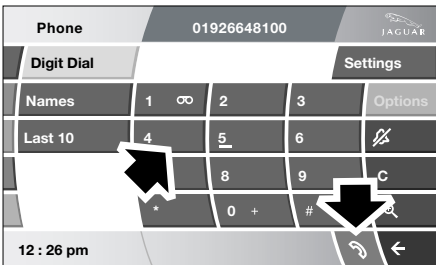 Phone 01926648100 JAGUAR
Digit Dial Settings
Names 1 2 3 Options
Last 10 4 5 6
8 9 C
* 0 + #
12 : 26 pm